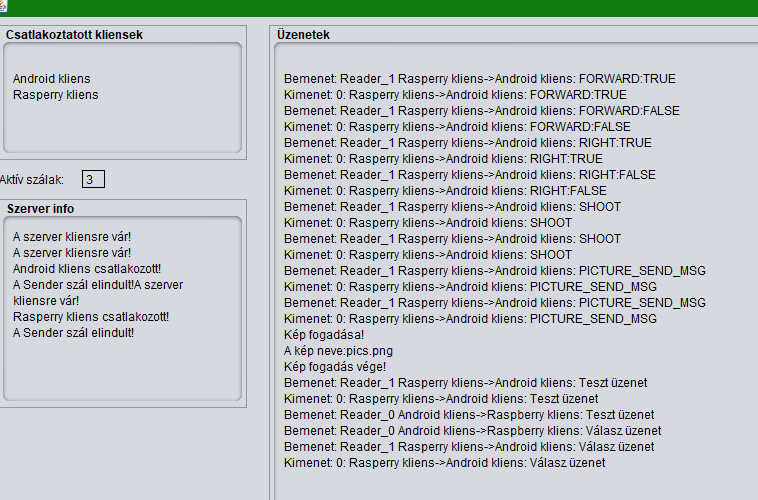 Csatlakoztatott kliensek
Android kliens
Rasperry kliens
Aktív szálak: 3
Szerver info
A szerver kliensre vár!
A szerver kliensre vár!
Android kliens csatlakozott!
A Sender szál elindult!A szerver
kliensre vár!
Rasperry kliens csatlakozott!
A Sender szál elindult!
Üzenetek
Bemenet: Reader_1 Rasperry kliens->Android kliens: FORWARD:TRUE
Kimenet: 0: Rasperry kliens->Android kliens: FORWARD:TRUE
Bemenet: Reader_1 Rasperry kliens->Android kliens: FORWARD:FALSE
Kimenet: 0: Rasperry kliens->Android kliens: FORWARD:FALSE
Bemenet: Reader_1 Rasperry kliens->Android kliens: RIGHT:TRUE
Kimenet: 0: Rasperry kliens->Android kliens: RIGHT:TRUE
Bemenet: Reader_1 Rasperry kliens->Android kliens: RIGHT:FALSE
Kimenet: 0: Rasperry kliens->Android kliens: RIGHT:FALSE
Bemenet: Reader_1 Rasperry kliens->Android kliens: SHOOT
Kimenet: 0: Rasperry kliens->Android kliens: SHOOT
Bemenet: Reader_1 Rasperry kliens->Android kliens: SHOOT
Kimenet: 0: Rasperry kliens->Android kliens: SHOOT
Bemenet: Reader_1 Rasperry kliens->Android kliens: PICTURE_SEND_MSG
Kimenet: 0: Rasperry kliens->Android kliens: PICTURE_SEND_MSG
Bemenet: Reader_1 Rasperry kliens->Android kliens: PICTURE_SEND_MSG
Kimenet: 0: Rasperry kliens->Android kliens: PICTURE_SEND_MSG
Kép fogadása!
A kép neve:pics.png
Kép fogadás vége!
Bemenet: Reader_1 Rasperry kliens->Android kliens: Teszt üzenet
Kimenet: 0: Rasperry kliens->Android kliens: Teszt üzenet
Bemenet: Reader_0 Android kliens->Raspberry kliens: Teszt üzenet
Bemenet: Reader_0 Android kliens->Raspberry kliens: Válasz üzenet
Bemenet: Reader_1 Rasperry kliens->Android kliens: Válasz üzenet
Kimenet: 0: Rasperry kliens->Android kliens: Válasz üzenet